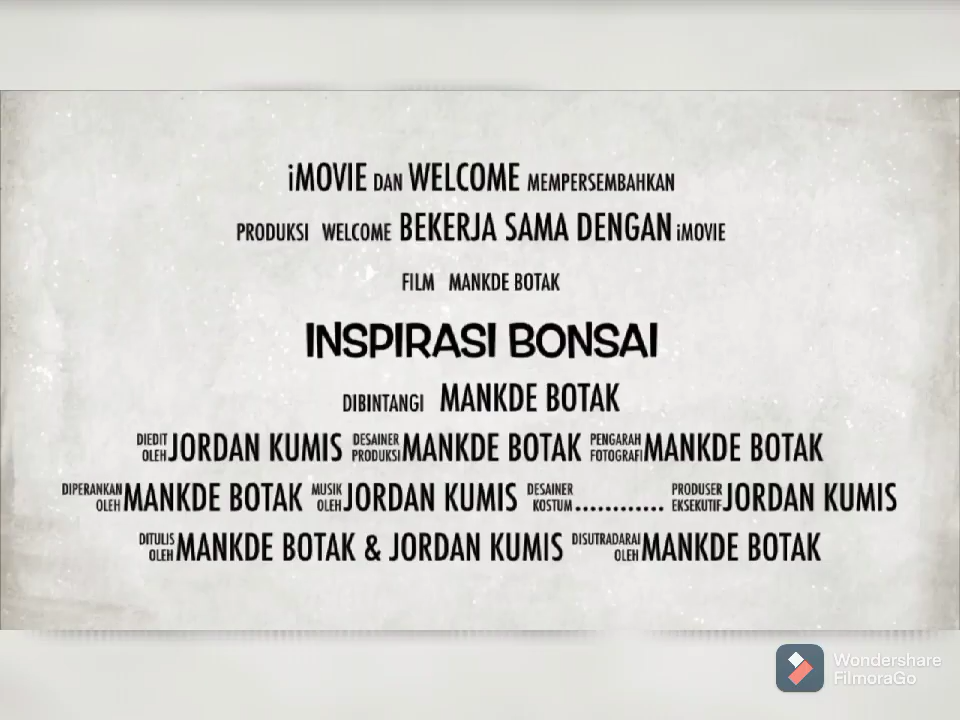 iMOVIE DAN WELCOME MEMPERSEMBAHKAN
PRODUKSI WELCOME BEKERJA SAMA DENGAN iMOVIE
FILM MANKDE BOTAK
INSPIRASI BONSAI
DIBINTANGI MANKDE BOTAK
DIEDIT OLEH JORDAN KUMIS DESAINER PRODUKSI MANKDE BOTAK PENGARAH FOTOGRAFI MANKDE BOTAK
DIPERANKAN OLEH MANKDE BOTAK MUSIK OLEH JORDAN KUMIS DESAINER KOSTUM ............ PRODUSER EKSEKUTIF JORDAN KUMIS
DITULIS OLEH MANKDE BOTAK & JORDAN KUMIS DISUTRADARAI OLEH MANKDE BOTAK
Wondershare
FilmoraGo